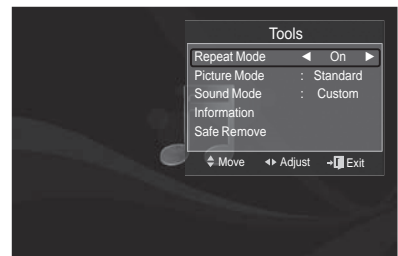 Tools
Repeat Mode ◀ On ▶
Picture Mode : Standard
Sound Mode : Custom
Information
Safe Remove
Move Adjust Exit